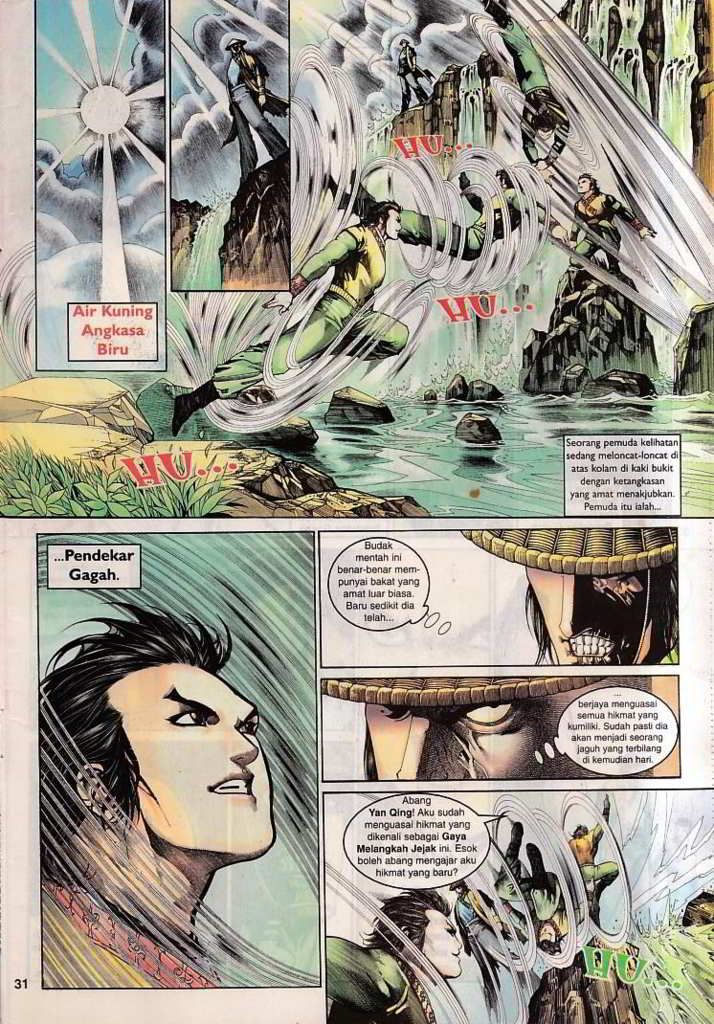 Air Kuning
Angkasa
Biru
HU...
HU...
HU...
Seorang pemuda kelihatan
sedang meloncat-loncat di
atas kolam di kaki bukit
dengan ketangkasan
yang amat menakjubkan.
Pemuda itu ialah...
...Pendekar
Gagah.
Budak
mentah ini
benar-benar mem-
punyai bakat yang
amat luar biasa.
Baru sedikit dia
telah...
...
berjaya menguasai
semua hikmat yang
kumiliki. Sudah pasti dia
akan menjadi seorang
jaguh yang terbilang
di kemudian hari.
Abang
Yan Qing! Aku sudah
menguasai hikmat yang
dikenali sebagai Gaya
Melangkah Jejak ini. Esok
boleh abang mengajar aku
hikmat yang baru?
HU...
31